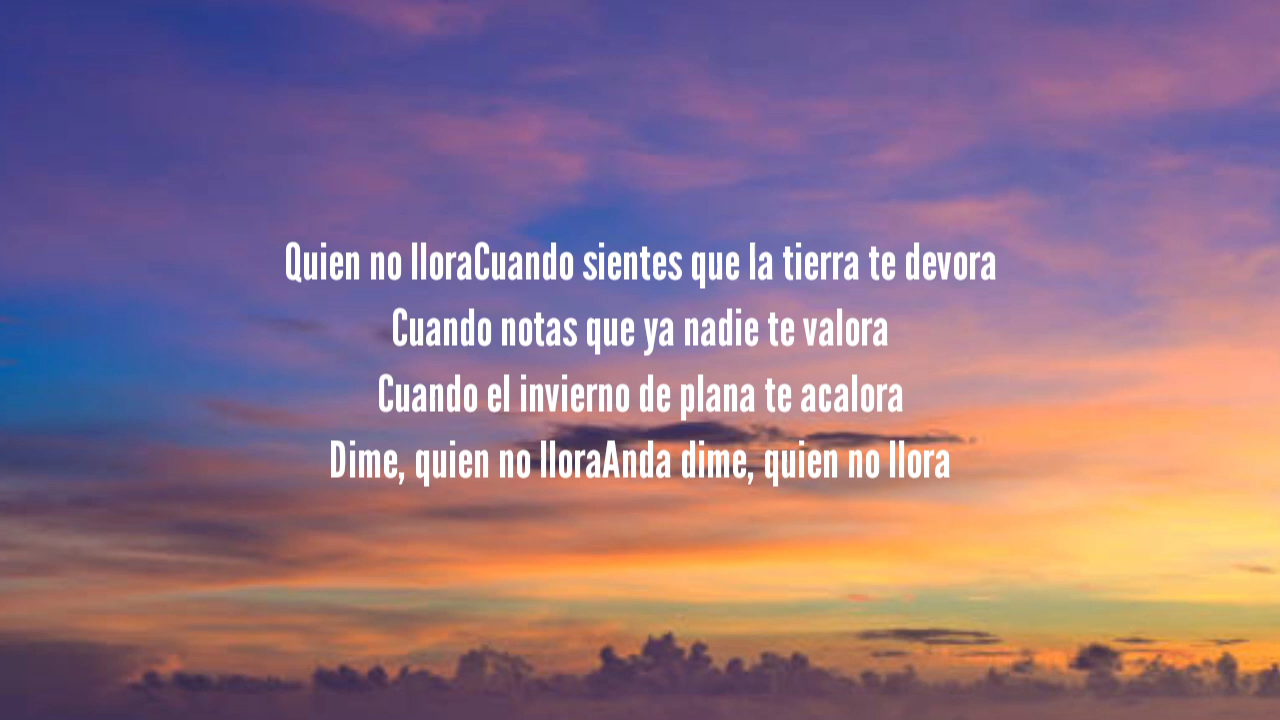 Quien no lloraCuando sientes que la tierra te devora
Cuando notas que ya nadie te valora
Cuando el invierno de plana te acalora
Dime, quien no lloraAnda dime, quien no llora